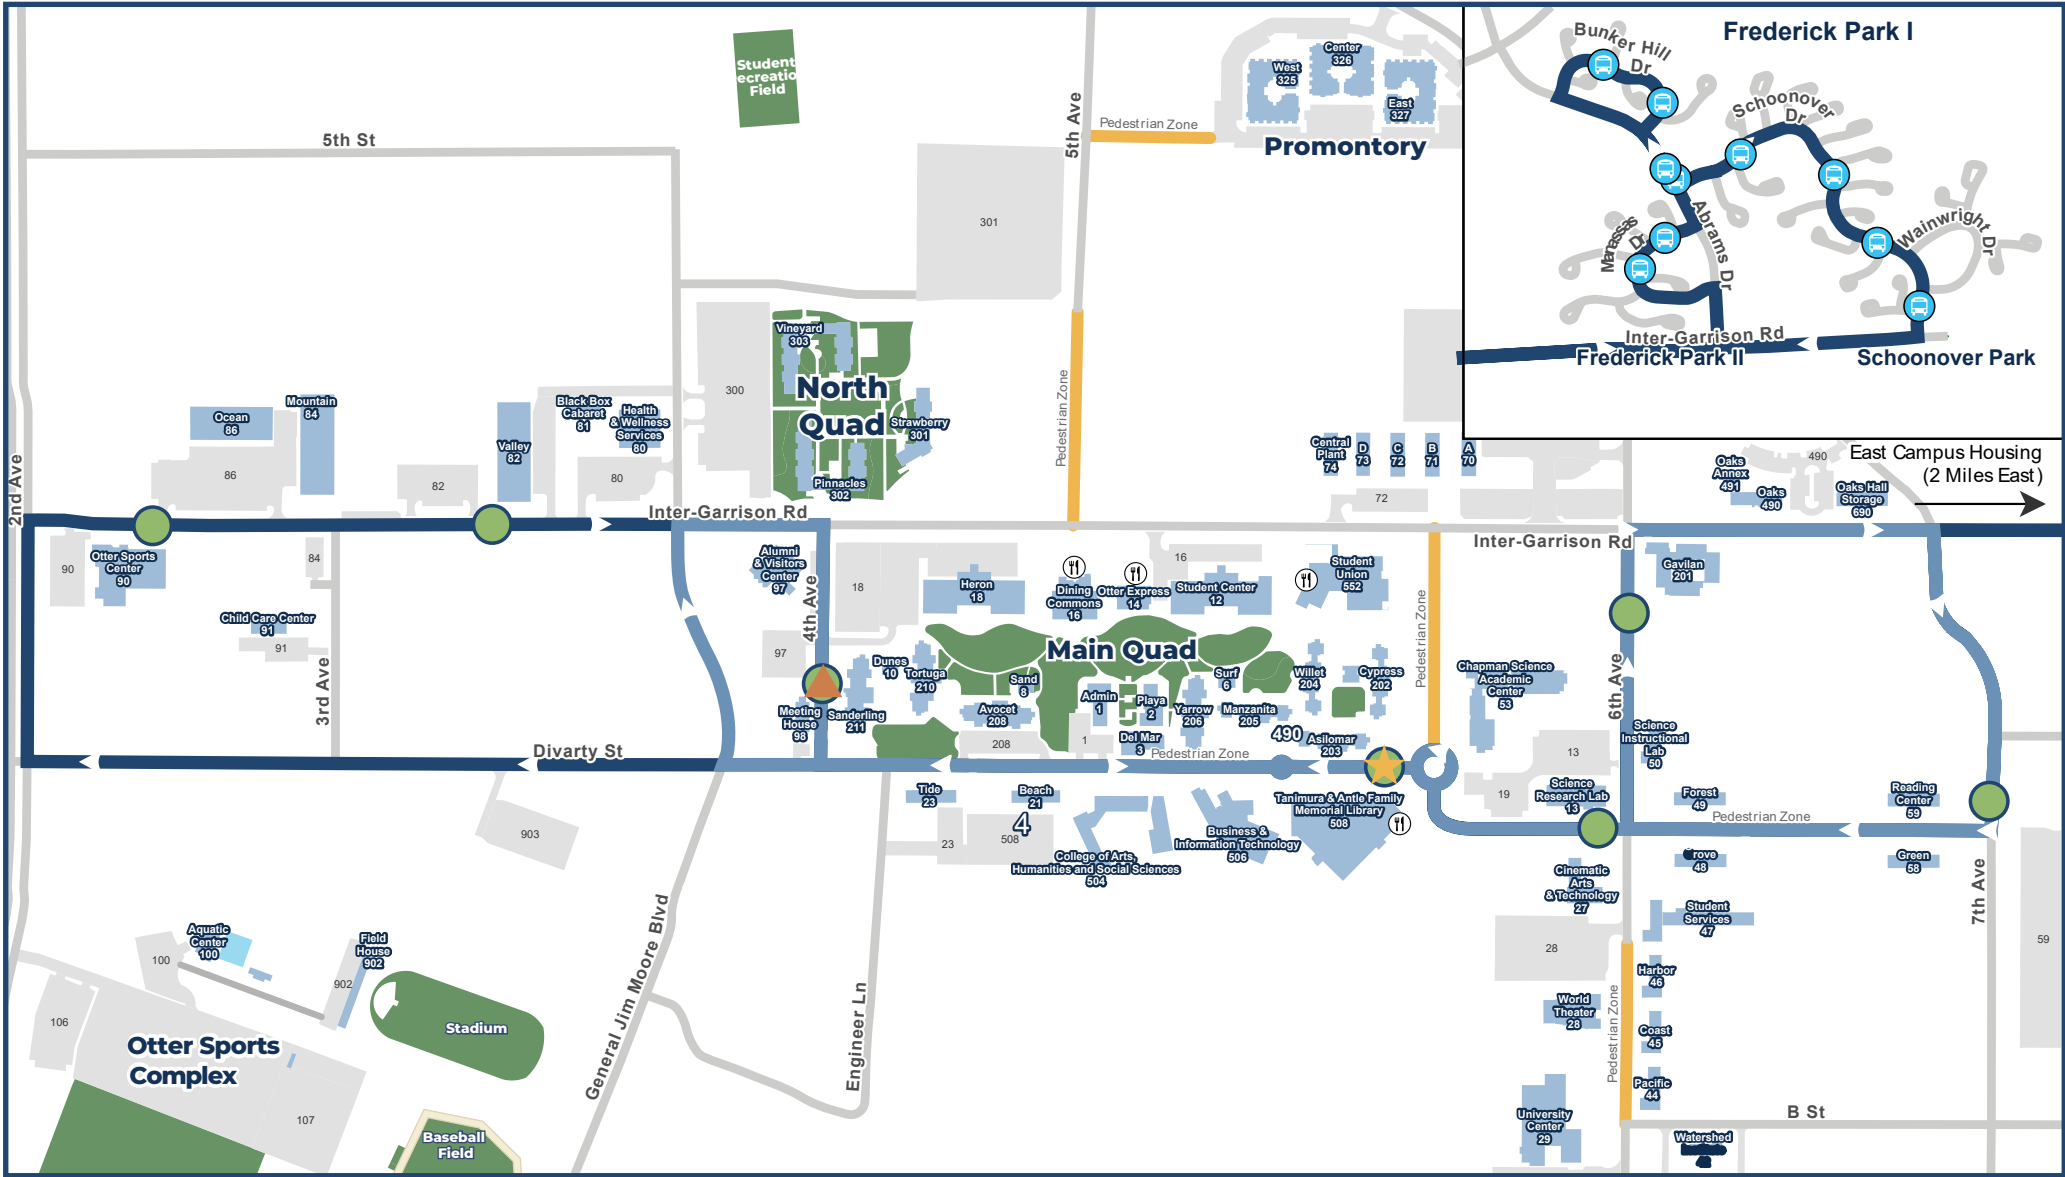 Student
ecreatio
Field
5th St
5th Ave
Pedestrian Zone
West
325
Center
326
East
327
Promontory
Frederick Park I
Bunker Hill
Dr
Schoonover
Dr
Wainwright
Dr
Manassas
Dr
Abrams Dr
Inter-Garrison Rd
Frederick Park II
Schoonover Park
301
Vineyard
303
North
Quad
300
Strawberry
301
Pinnacles
302
Pedestrian Zone
2nd Ave
Ocean
86
Mountain
84
86
82
Valley
82
Black Box
Cabaret
81
Health
& Wellness
Services
80
80
Inter-Garrison Rd
Central
Plant
74
D
73
C
72
B
71
A
70
72
Inter-Garrison Rd
Oaks
Annex
491
Oaks
490
490
Oaks Hall
Storage
690
East Campus Housing
(2 Miles East)
90
Otter Sports
Center
90
84
Child Care Center
91
91
3rd Ave
Alumni
& Visitors
Center
97
4th Ave
97
18
Heron
18
Dining
Commons
16
Otter Express
14
16
Student Center
12
Student
Union
552
Pedestrian Zone
Gavilan
201
6th Ave
Main Quad
Dunes
10
Tortuga
210
Sand
8
Avocet
208
208
Admin
1
1
Playa
2
Del Mar
3
Yarrow
206
Surf
6
Manzanita
205
Willet
204
Cypress
202
490
Asilomar
203
Meeting
House
98
Sanderling
211
Chapman Science
Academic
Center
53
Science
Instructional
Lab
50
13
19
Science
Research Lab
13
Divarty St
Pedestrian Zone
903
Tide
23
23
Beach
21
4
508
College of Arts,
Humanities and Social Sciences
504
Business &
Information Technology
506
Tanimura & Antle Family
Memorial Library
508
Forest
49
Pedestrian Zone
Reading
Center
59
rove
48
Green
58
7th Ave
59
Cinematic
Arts
& Technology
27
Student
Services
47
28
Harbor
46
World
Theater
28
Coast
45
Pedestrian Zone
Pacific
44
B St
University
Center
29
Watershed
General Jim Moore Blvd
Engineer Ln
Aquatic
Center
100
100
Field
House
902
902
Stadium
106
Otter Sports
Complex
107
Baseball
Field